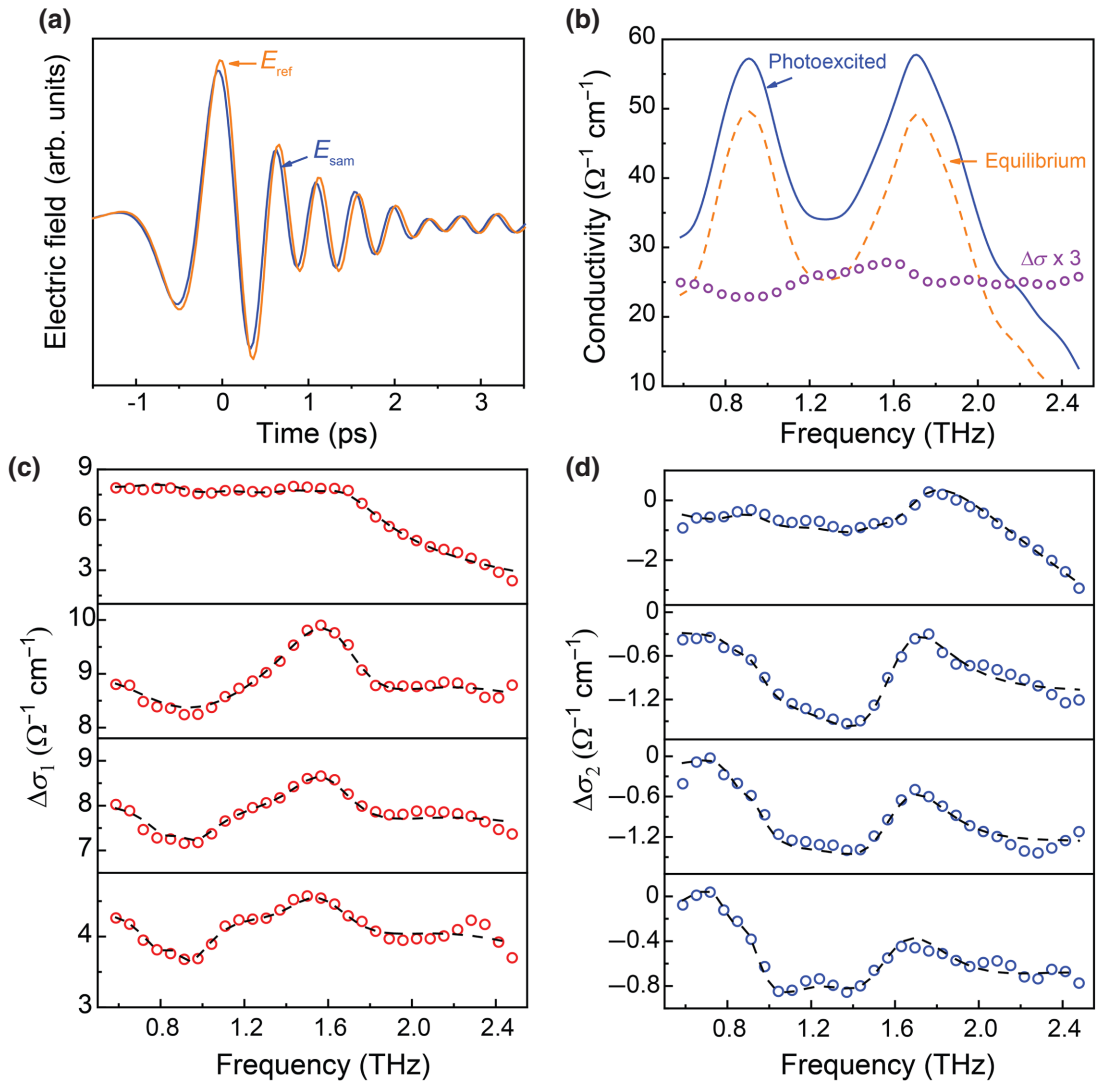 (a)
Electric field (arb. units)
E_ref
E_sam
-1 0 1 2 3
Time (ps)
(b)
Conductivity (Ω⁻¹ cm⁻¹)
60
50
40
30
20
10
Photoexcited
Equilibrium
Δσ x 3
0.8 1.2 1.6 2.0 2.4
Frequency (THz)
(c)
Δσ₁ (Ω⁻¹ cm⁻¹)
9
6
3
10
9
8
9
8
7
4
3
0.8 1.2 1.6 2.0 2.4
Frequency (THz)
(d)
Δσ₂ (Ω⁻¹ cm⁻¹)
0
−2
0
−0.6
−1.2
0
−0.6
−1.2
0
−0.4
−0.8
0.8 1.2 1.6 2.0 2.4
Frequency (THz)